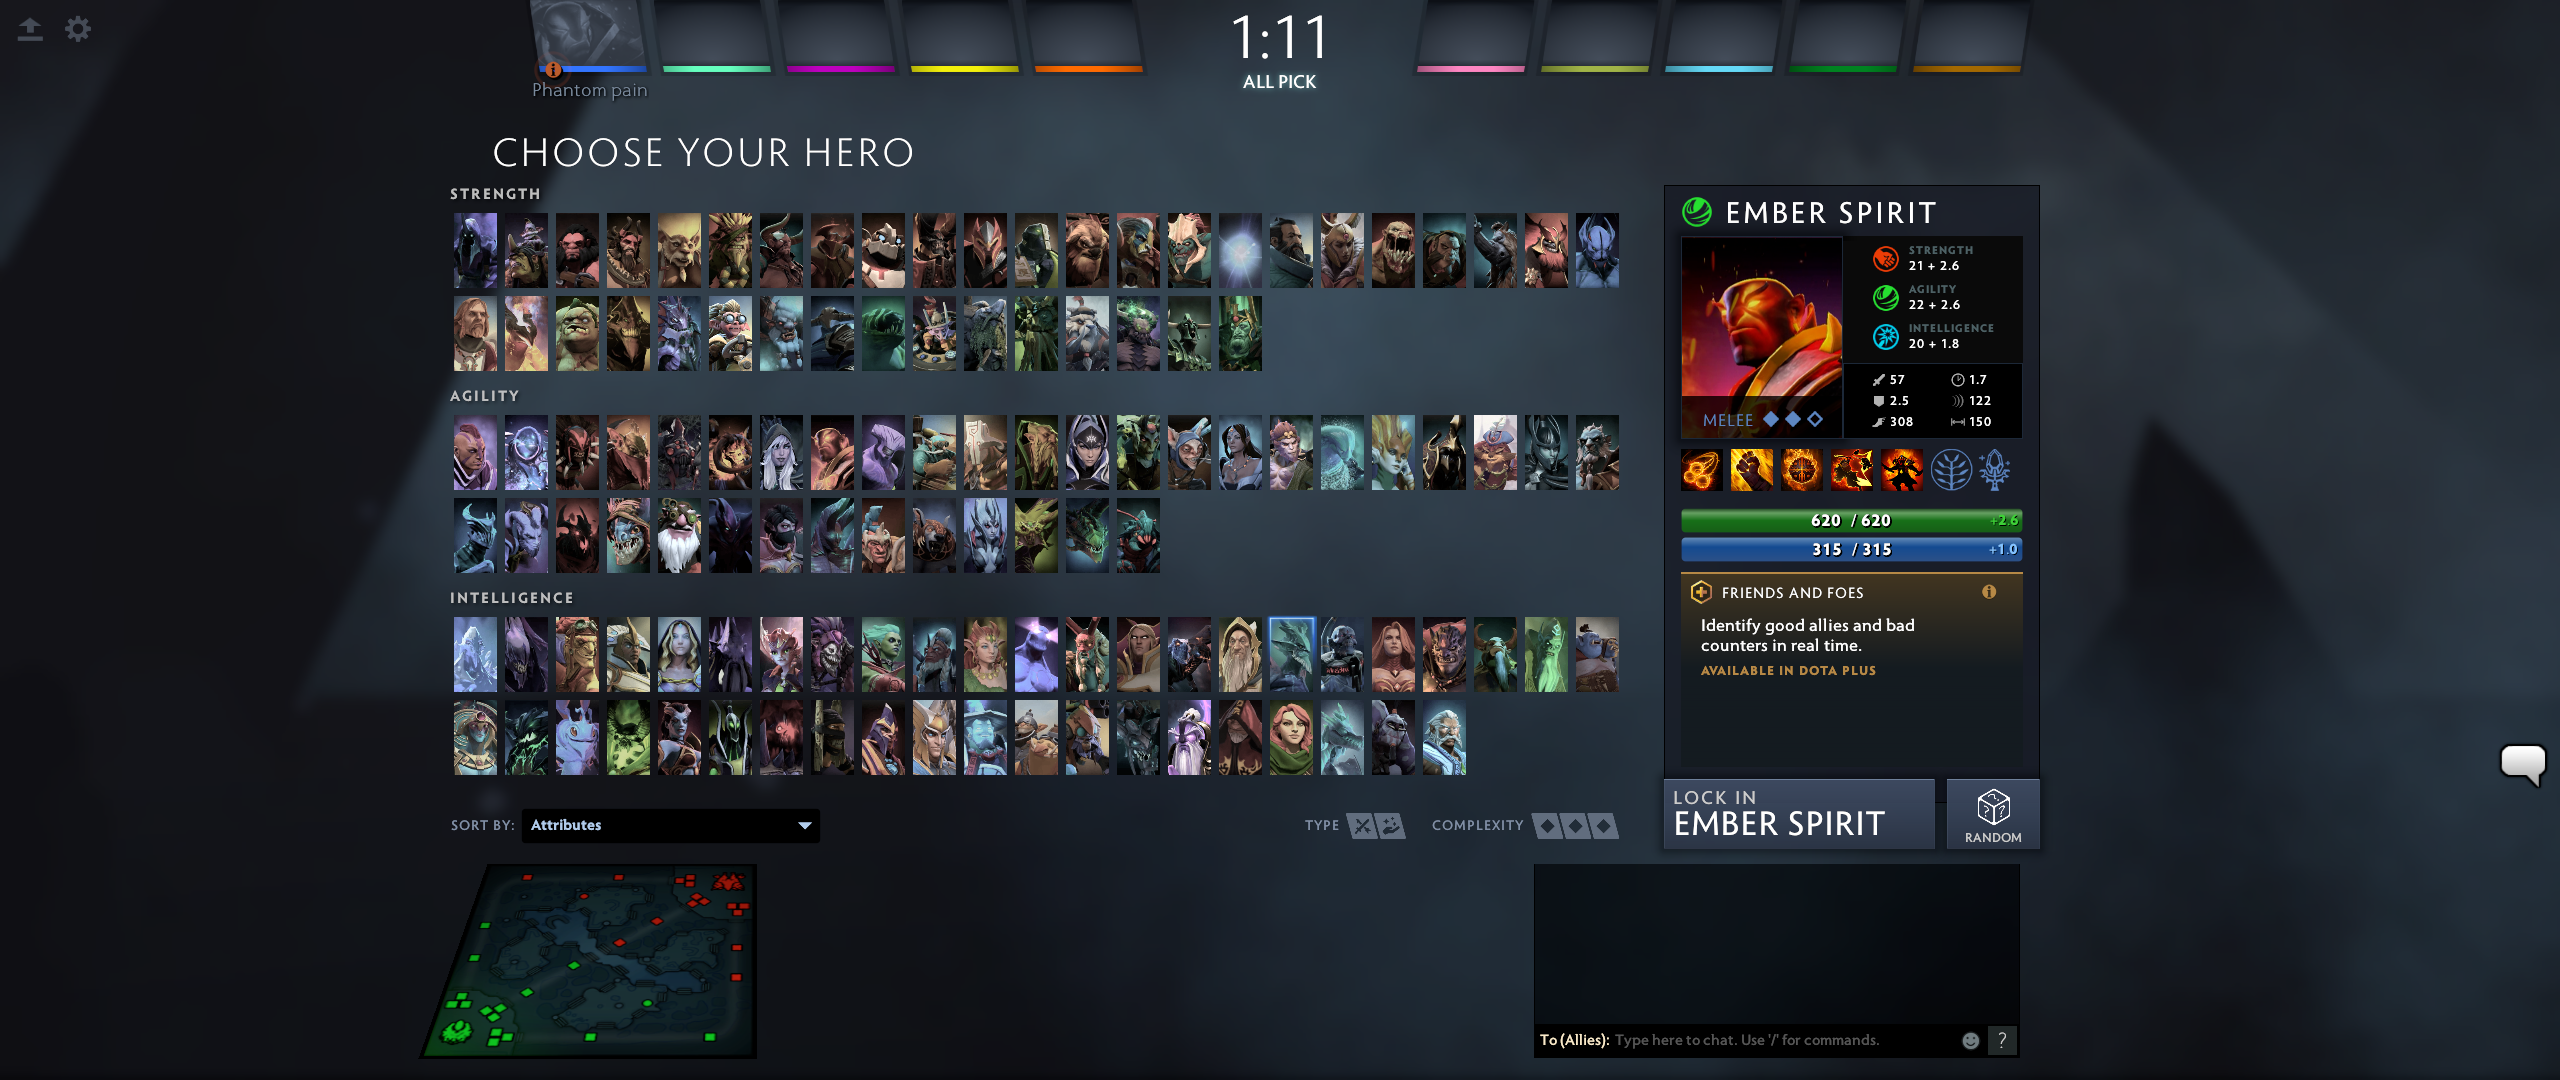 1:11
ALL PICK
Phantom pain
CHOOSE YOUR HERO
STRENGTH
AGILITY
INTELLIGENCE
SORT BY: Attributes
TYPE
COMPLEXITY
EMBER SPIRIT
STRENGTH
21 + 2.6
AGILITY
22 + 2.6
INTELLIGENCE
20 + 1.8
MELEE
57 1.7
2.5 122
308 150
620 / 620 +2.6
315 / 315 +1.0
FRIENDS AND FOES
Identify good allies and bad
counters in real time.
AVAILABLE IN DOTA PLUS
LOCK IN
EMBER SPIRIT
RANDOM
To (Allies): Type here to chat. Use '/' for commands.
?